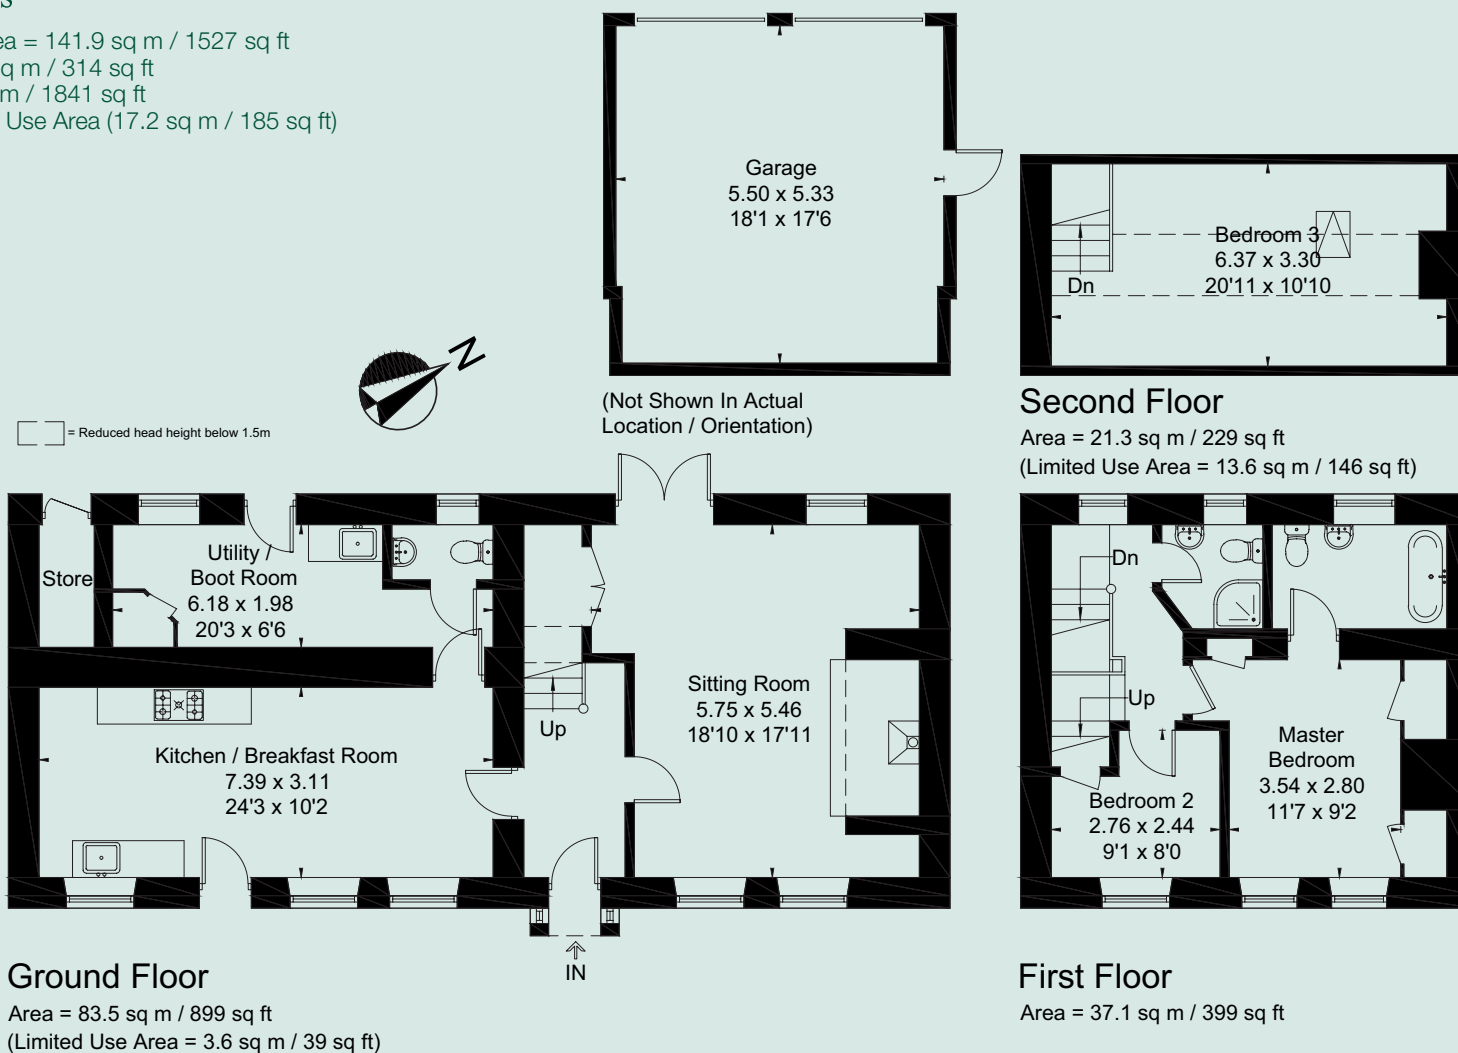 ea = 141.9 sq m / 1527 sq ft
sq m / 314 sq ft
m / 1841 sq ft
Use Area (17.2 sq m / 185 sq ft)
Garage
5.50 x 5.33
18'1 x 17'6
(Not Shown In Actual
Location / Orientation)
Bedroom 3
6.37 x 3.30
20'11 x 10'10
Dn
Second Floor
Area = 21.3 sq m / 229 sq ft
(Limited Use Area = 13.6 sq m / 146 sq ft)
N
= Reduced head height below 1.5m
Store
Utility /
Boot Room
6.18 x 1.98
20'3 x 6'6
Kitchen / Breakfast Room
7.39 x 3.11
24'3 x 10'2
Up
Sitting Room
5.75 x 5.46
18'10 x 17'11
IN
Ground Floor
Area = 83.5 sq m / 899 sq ft
(Limited Use Area = 3.6 sq m / 39 sq ft)
Dn
Up
Master
Bedroom
3.54 x 2.80
11'7 x 9'2
Bedroom 2
2.76 x 2.44
9'1 x 8'0
First Floor
Area = 37.1 sq m / 399 sq ft